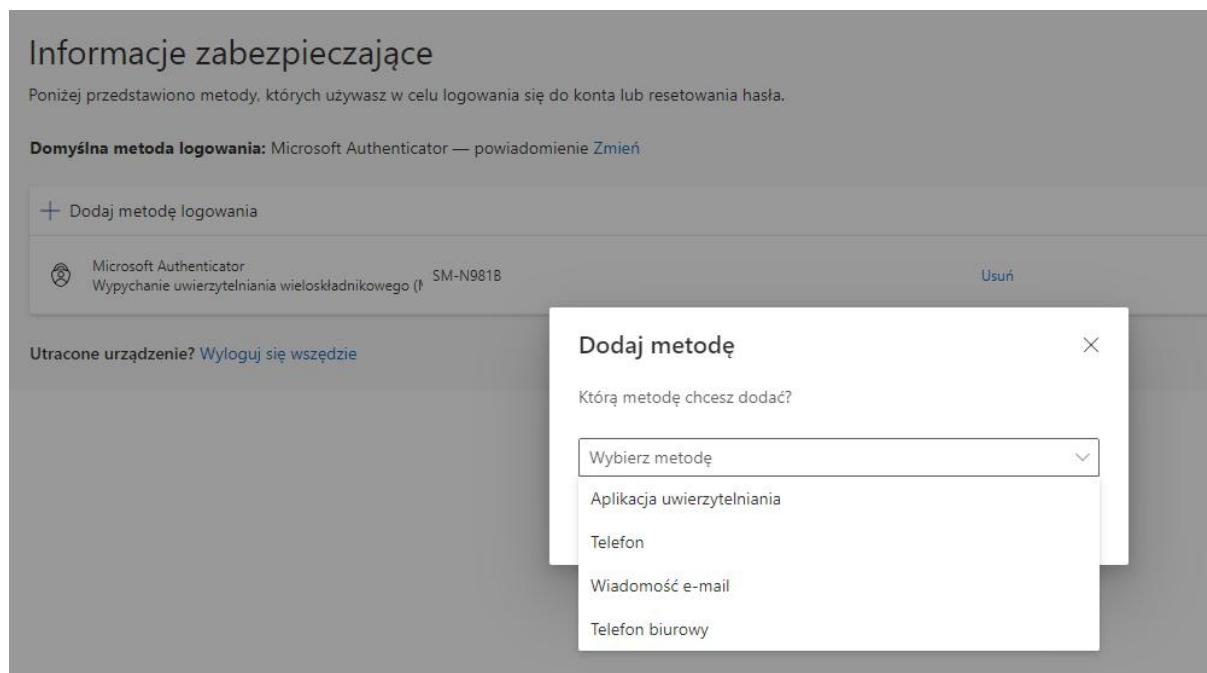 Informacje zabezpieczające
Poniżej przedstawiono metody, których używasz w celu logowania się do konta lub resetowania hasła.
Domyślna metoda logowania: Microsoft Authenticator — powiadomienie Zmień
Dodaj metodę logowania
Microsoft Authenticator
Wypychanie uwierzytelniania wieloskładnikowego (
SM-N981B
Usuń
Utracone urządzenie? Wyloguj się wszędzie
Dodaj metodę
Którą metodę chcesz dodać?
Wybierz metodę
Aplikacja uwierzytelniania
Telefon
Wiadomość e-mail
Telefon biurowy